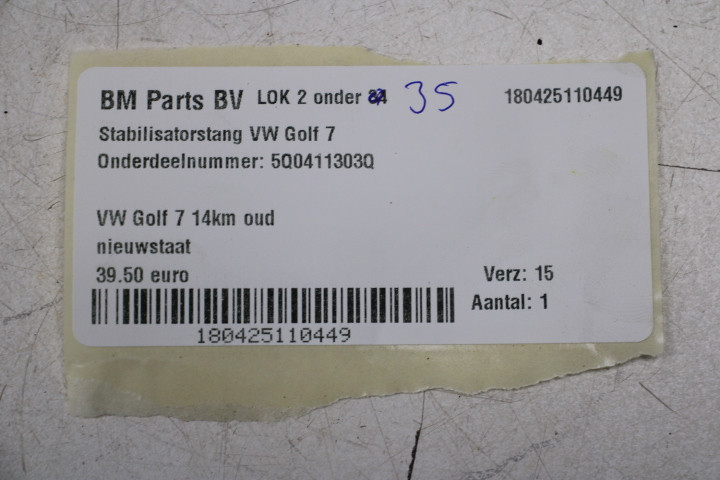 BM Parts BV LOK 2 onder 35 180425110449
Stabilisatorstang VW Golf 7
Onderdeelnummer: 5Q0411303Q
VW Golf 7 14km oud
nieuwstaat
39.50 euro Verz: 15
Aantal: 1
180425110449